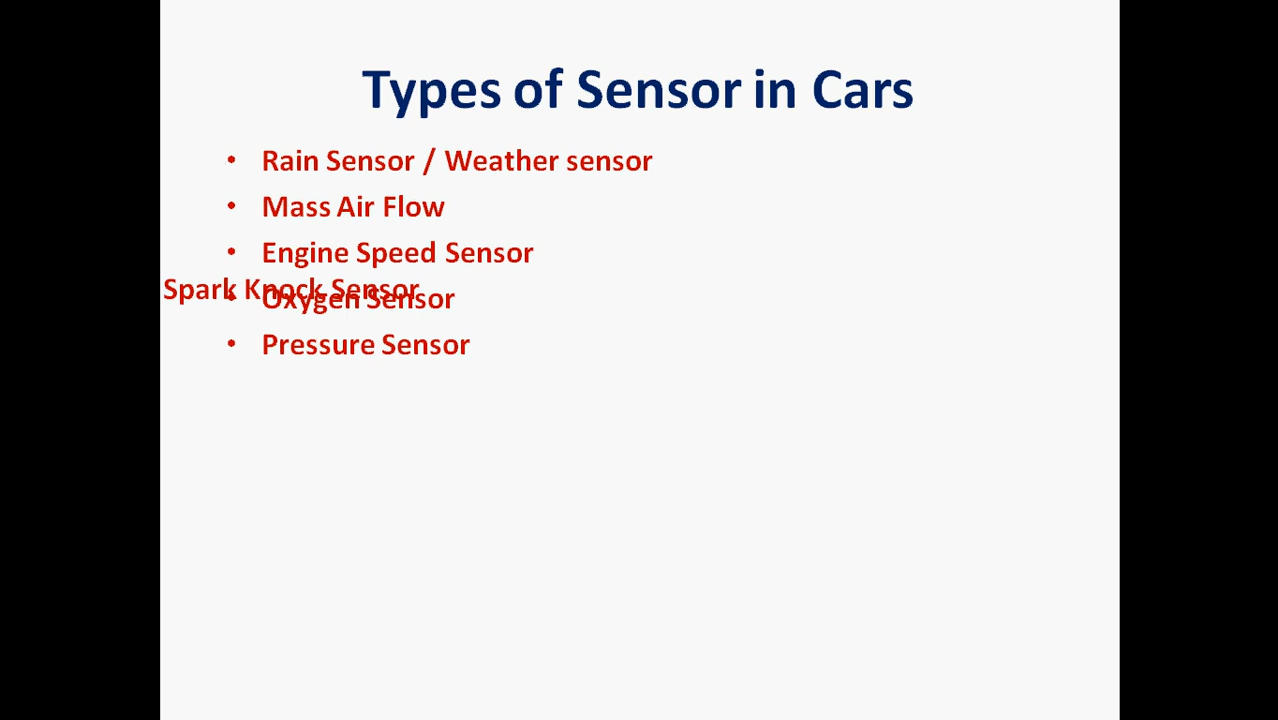 Types of Sensor in Cars
• Rain Sensor / Weather sensor
• Mass Air Flow
• Engine Speed Sensor
Spark Knock Sensor
• Oxygen Sensor
• Pressure Sensor